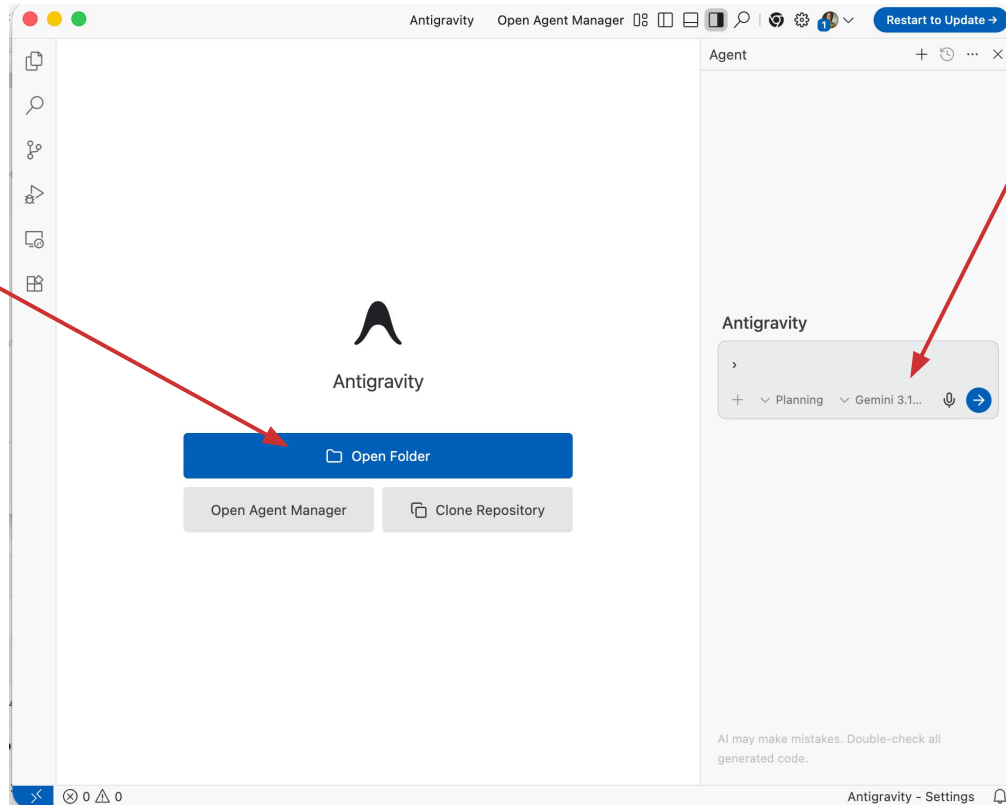 Antigravity Open Agent Manager
1
Restart to Update →
Agent
Antigravity
Planning Gemini 3.1...
Antigravity
Open Folder
Open Agent Manager Clone Repository
AI may make mistakes. Double-check all
generated code.
0 0 Antigravity - Settings